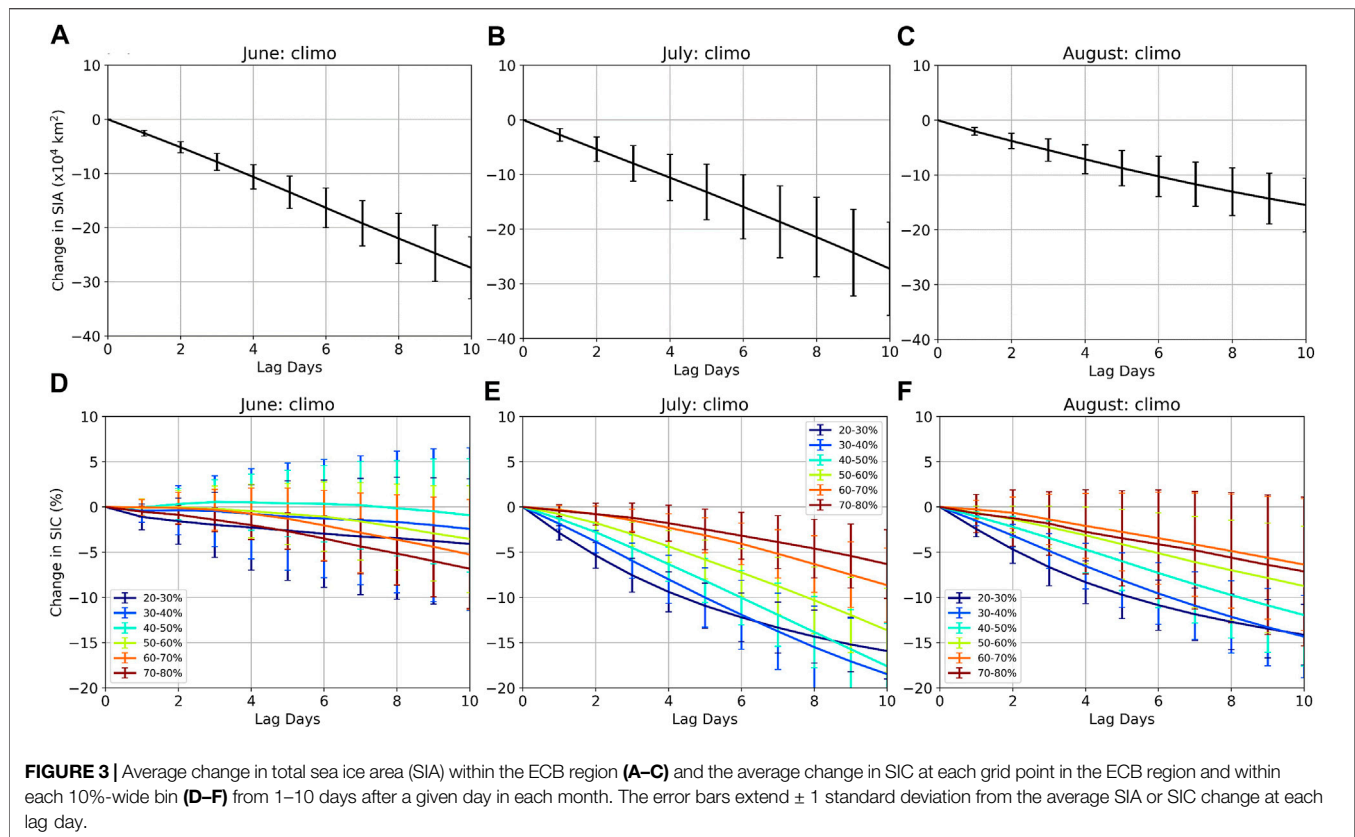 A
June: climo
B
July: climo
C
August: climo
Change in SIA (x10⁴ km²)
10
0
−10
−20
−30
−40
0 2 4 6 8 10
Lag Days
10
0
−10
−20
−30
−40
0 2 4 6 8 10
Lag Days
10
0
−10
−20
−30
−40
0 2 4 6 8 10
Lag Days
D
June: climo
E
July: climo
F
August: climo
Change in SIC (%)
10
5
0
−5
−10
−15
−20
20-30%
30-40%
40-50%
50-60%
60-70%
70-80%
0 2 4 6 8 10
Lag Days
10
5
0
−5
−10
−15
−20
20-30%
30-40%
40-50%
50-60%
60-70%
70-80%
0 2 4 6 8 10
Lag Days
10
5
0
−5
−10
−15
−20
20-30%
30-40%
40-50%
50-60%
60-70%
70-80%
0 2 4 6 8 10
Lag Days
FIGURE 3 | Average change in total sea ice area (SIA) within the ECB region (A–C) and the average change in SIC at each grid point in the ECB region and within
each 10%-wide bin (D–F) from 1–10 days after a given day in each month. The error bars extend ± 1 standard deviation from the average SIA or SIC change at each
lag day.